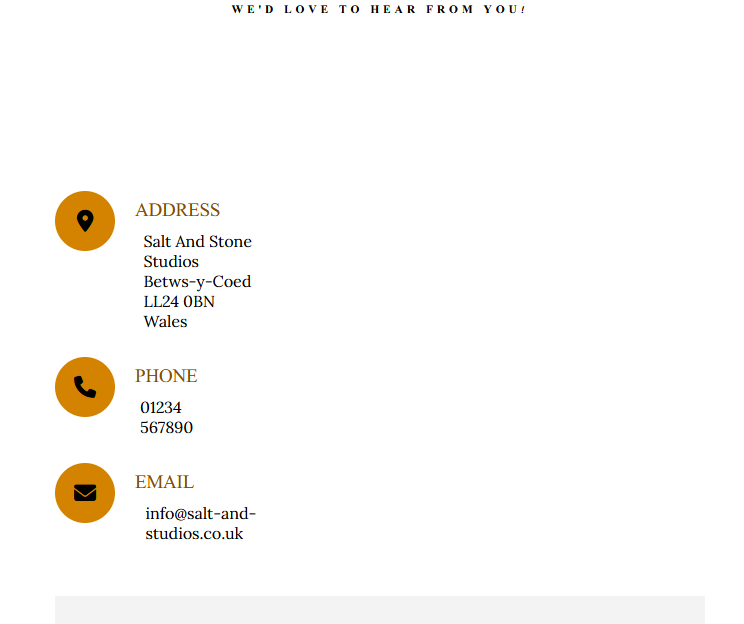 WE'D LOVE TO HEAR FROM YOU!
ADDRESS
Salt And Stone
Studios
Betws-y-Coed
LL24 0BN
Wales
PHONE
01234
567890
EMAIL
info@salt-and-
studios.co.uk